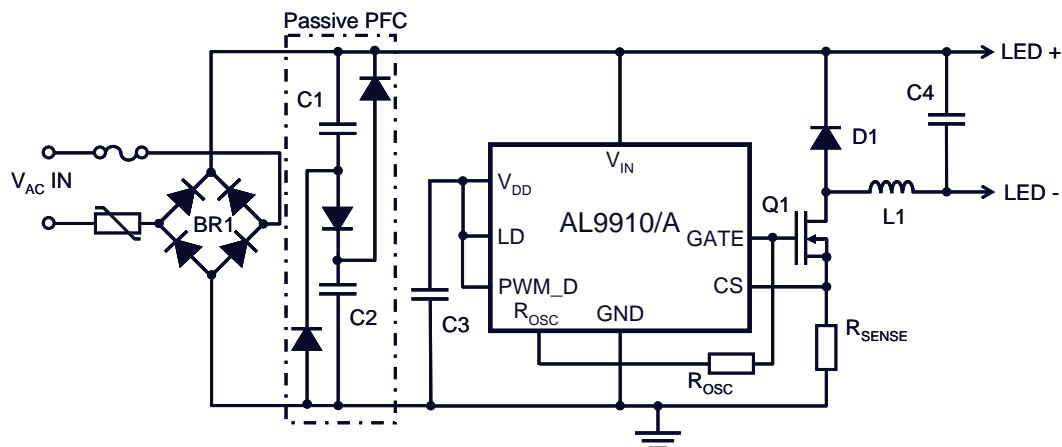 Passive PFC
LED +
C1
C4
D1
V_IN
V_AC IN
V_DD
LED -
Q1
L1
BR1
AL9910/A
LD
GATE
PWM_D
CS
C2
C3
R_OSC
GND
R_SENSE
R_OSC